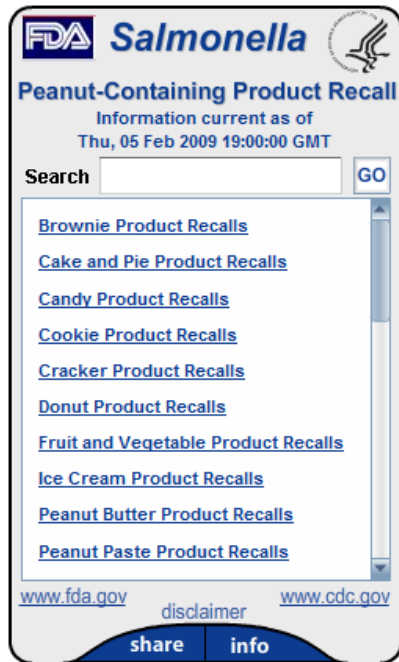 FDA Salmonella
Peanut-Containing Product Recall
Information current as of
Thu, 05 Feb 2009 19:00:00 GMT
Search GO
Brownie Product Recalls
Cake and Pie Product Recalls
Candy Product Recalls
Cookie Product Recalls
Cracker Product Recalls
Donut Product Recalls
Fruit and Vegetable Product Recalls
Ice Cream Product Recalls
Peanut Butter Product Recalls
Peanut Paste Product Recalls
www.fda.gov www.cdc.gov
disclaimer
share info